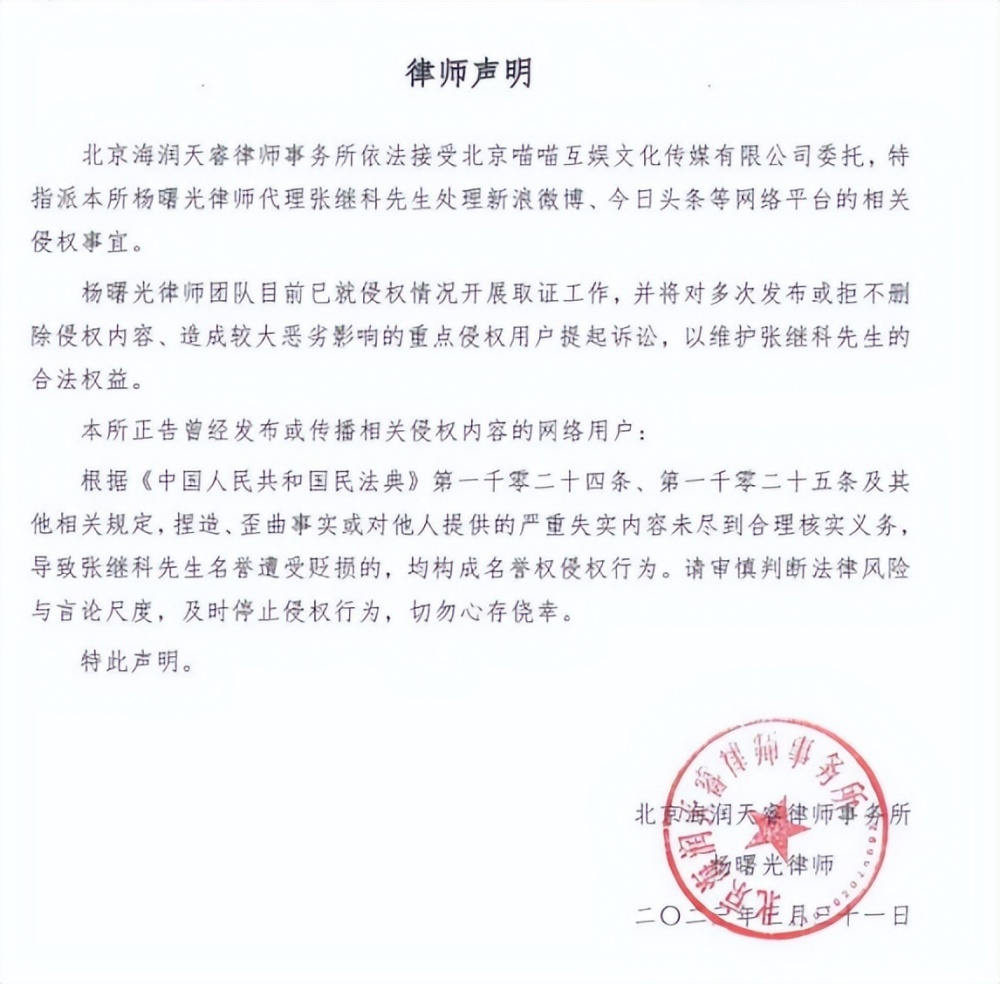 律师声明
北京海润天睿律师事务所依法接受北京喵喵互娱文化传媒有限公司委托，特
指派本所杨曙光律师代理张继科先生处理新浪微博、今日头条等网络平台的相关
侵权事宜。
杨曙光律师团队目前已就侵权情况开展取证工作，并将对多次发布或拒不删
除侵权内容、造成较大恶劣影响的重点侵权用户提起诉讼，以维护张继科先生的
合法权益。
本所正告曾经发布或传播相关侵权内容的网络用户：
根据《中国人民共和国民法典》第一千零二十四条、第一千零二十五条及其
他相关规定，捏造、歪曲事实或对他人提供的严重失实内容未尽到合理核实义务，
导致张继科先生名誉遭受贬损的，均构成名誉权侵权行为。请审慎判断法律风险
与言论尺度，及时停止侵权行为，切勿心存侥幸。
特此声明。
北京海润天睿律师事务所
北京海润天睿律师事务所
杨曙光律师
二〇二三年三月三十一日